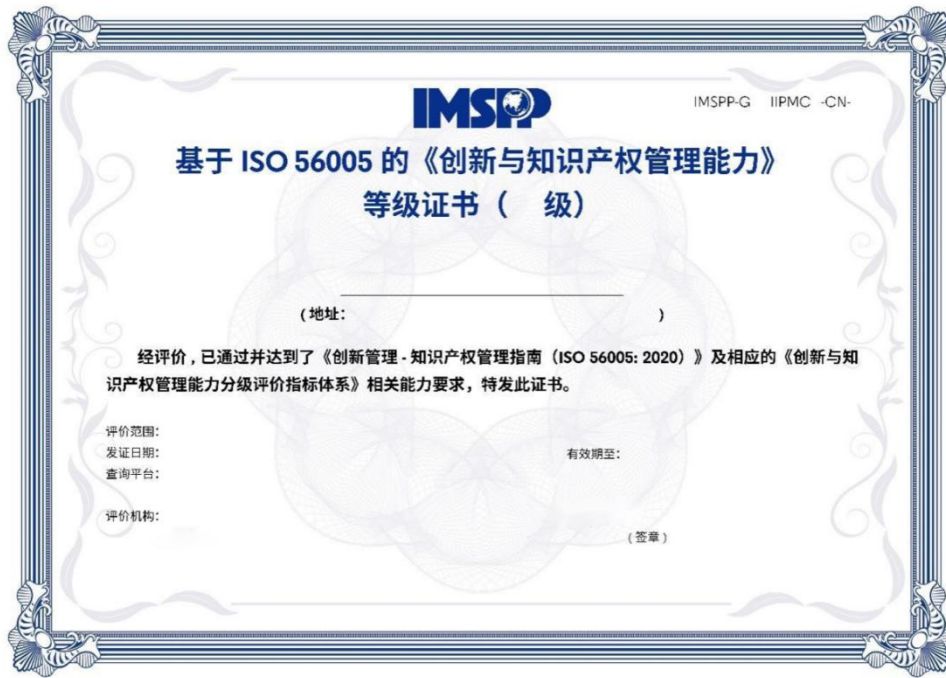 IMSPP
IMSPP-G IIPMC -CN-
基于 ISO 56005 的《创新与知识产权管理能力》
等级证书（ 级）
（地址： ）
经评价，已通过并达到了《创新管理 - 知识产权管理指南（ISO 56005: 2020）》及相应的《创新与知
识产权管理能力分级评价指标体系》相关能力要求，特发此证书。
评价范围：
发证日期：
有效期至：
查询平台：
评价机构：
（签章）